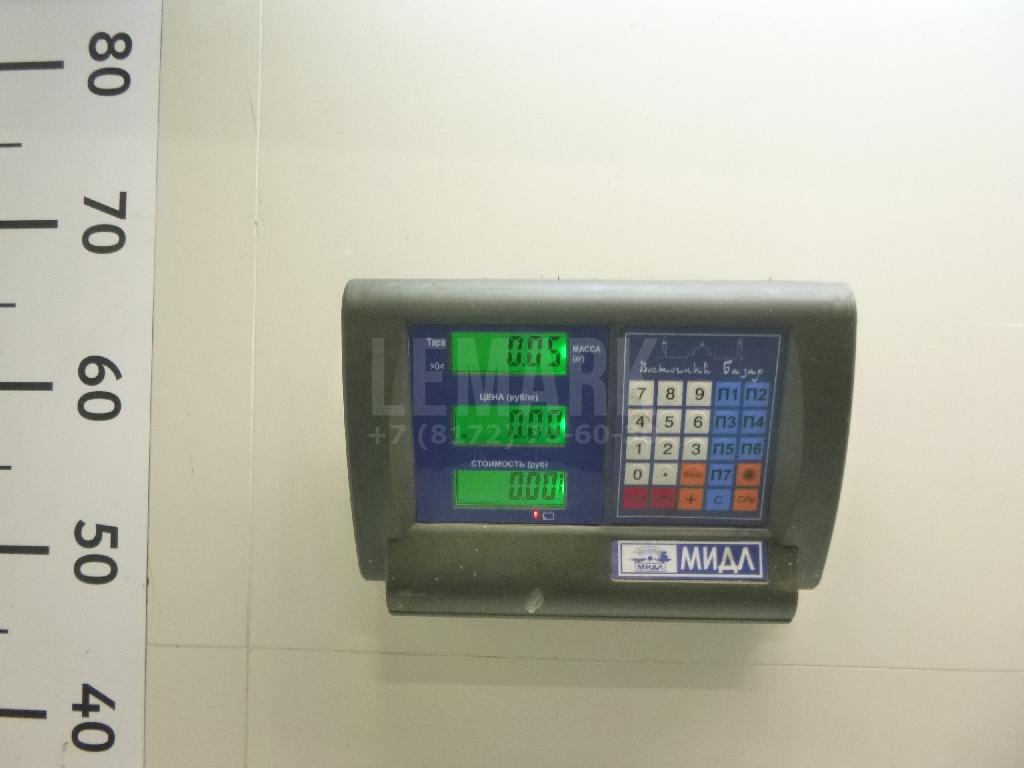 80
70
60
50
40
Тара
0.05
МАССА
(кг)
>0<
ЦЕНА (руб/кг)
0.00
СТОИМОСТЬ (руб)
0.00
Восточный Базар
7 8 9 П1 П2
4 5 6 П3 П4
1 2 3 П5 П6
0 . П7
+ С Сбр
МИДЛ
МИДЛ
LEMARK